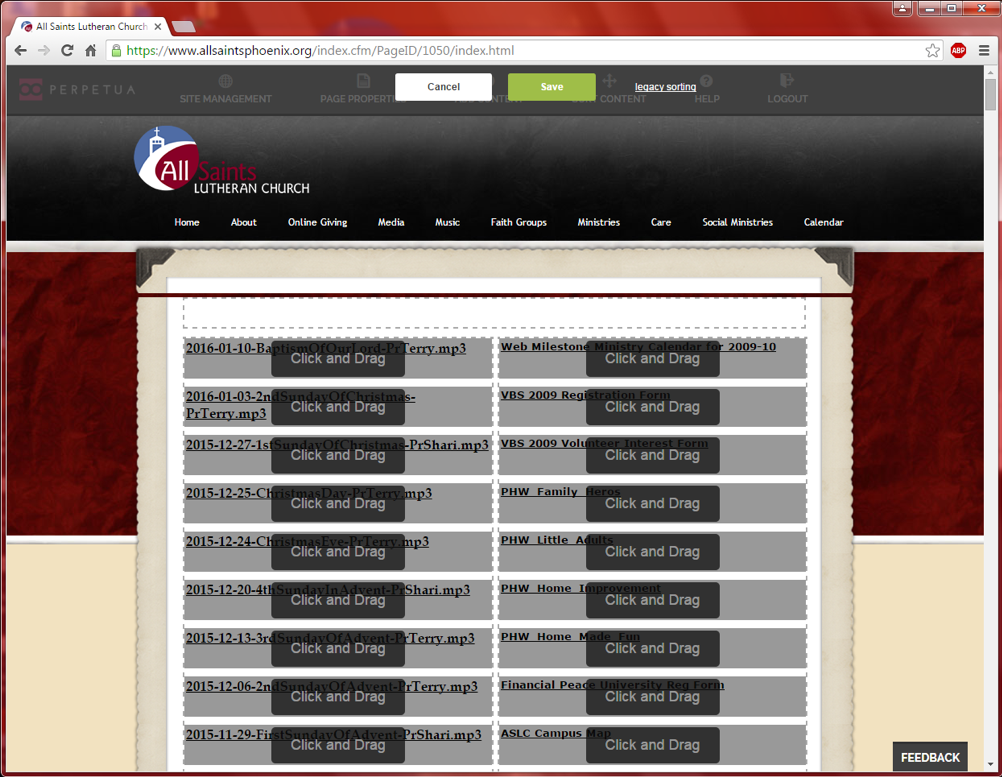 All Saints Lutheran Church
https://www.allsaintsphoenix.org/index.cfm/PageID/1050/index.html
ABP
PERPETUA
SITE MANAGEMENT
PAGE PROPERT
Cancel
Save
CONTENT
legacy sorting
HELP
LOGOUT
All Saints
LUTHERAN CHURCH
Home About Online Giving Media Music Faith Groups Ministries Care Social Ministries Calendar
2016-01-10-BaptismOfOurLord-PrTerry.mp3
Click and Drag
Web Milestone Ministry Calendar for 2009-10
Click and Drag
2016-01-03-2ndSundayOfChristmas-
PrTerry.mp3
Click and Drag
VBS 2009 Registration Form
Click and Drag
2015-12-27-1stSundayOfChristmas-PrShari.mp3
Click and Drag
VBS 2009 Volunteer Interest Form
Click and Drag
2015-12-25-ChristmasDay-PrTerry.mp3
Click and Drag
PHW_Family_Heros
Click and Drag
2015-12-24-ChristmasEve-PrTerry.mp3
Click and Drag
PHW_Little_Adults
Click and Drag
2015-12-20-4thSundayInAdvent-PrShari.mp3
Click and Drag
PHW_Home_Improvement
Click and Drag
2015-12-13-3rdSundayOfAdvent-PrTerry.mp3
Click and Drag
PHW_Home_Made_Fun
Click and Drag
2015-12-06-2ndSundayOfAdvent-PrTerry.mp3
Click and Drag
Financial Peace University Reg Form
Click and Drag
2015-11-29-FirstSundayOfAdvent-PrShari.mp3
Click and Drag
ASLC Campus Map
Click and Drag
FEEDBACK